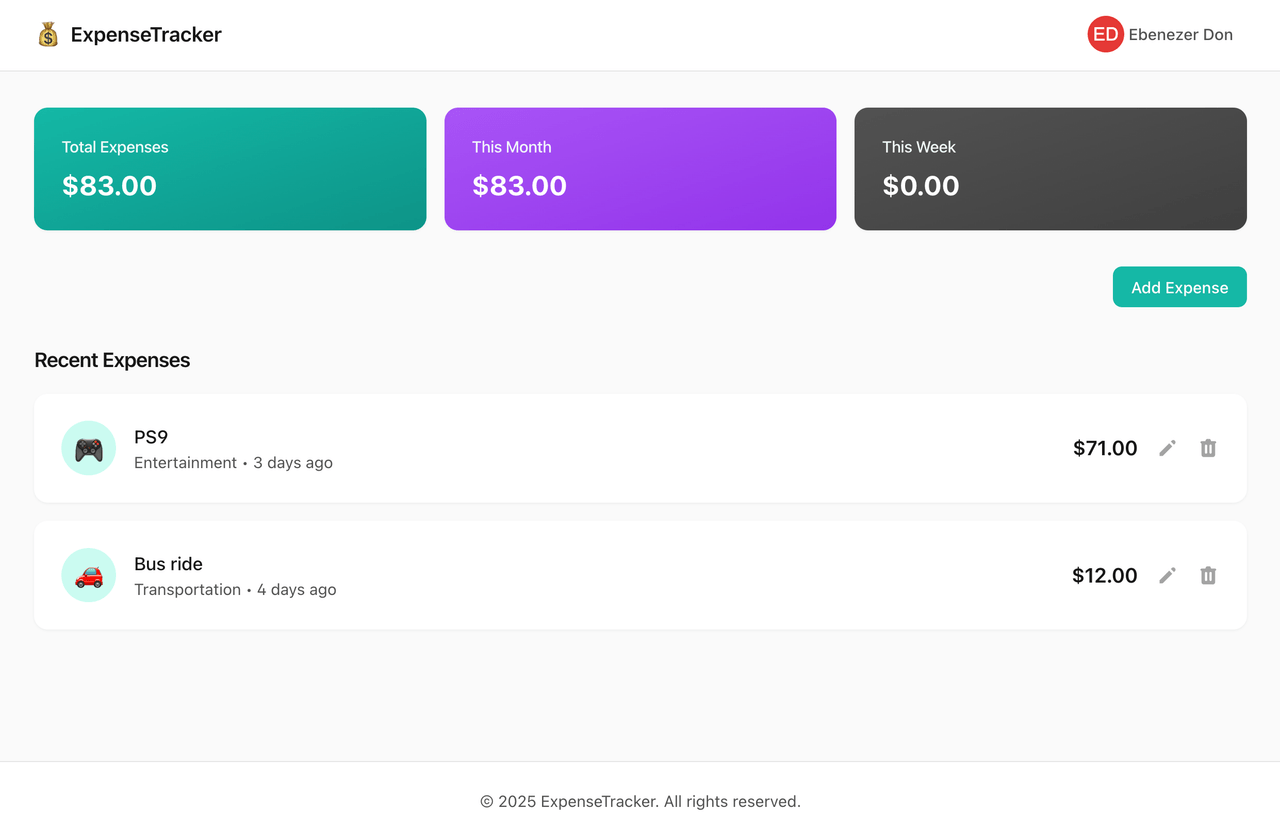 ExpenseTracker
ED Ebenezer Don
Total Expenses
$83.00
This Month
$83.00
This Week
$0.00
Add Expense
Recent Expenses
PS9
Entertainment • 3 days ago
$71.00
Bus ride
Transportation • 4 days ago
$12.00
© 2025 ExpenseTracker. All rights reserved.